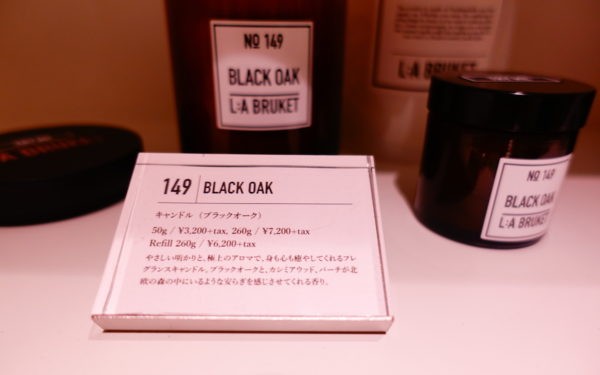 Nº 149
BLACK OAK
L:A BRUKET
L:A BRUKET
Nº 149
BLACK OAK
L:A BRUKET
149 BLACK OAK
キャンドル（ブラックオーク）
50g / ¥3,200+tax, 260g / ¥7,200+tax
Refill 260g / ¥6,200+tax
やさしい明かりと、極上のアロマで、身も心も癒やしてくれるフレ
グランスキャンドル。ブラックオークと、カシミアウッド、バーチが北
欧の森の中にいるような安らぎを感じさせてくれる香り。